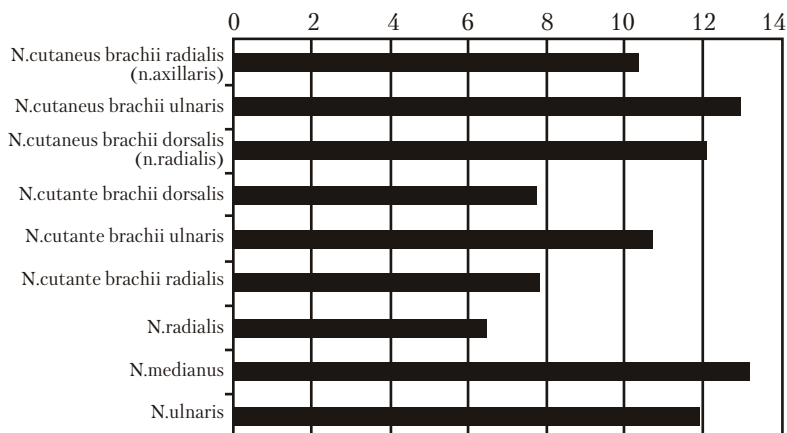 0 2 4 6 8 10 12 14
N.cutaneus brachii radialis
(n.axillaris)
N.cutaneus brachii ulnaris
N.cutaneus brachii dorsalis
(n.radialis)
N.cutante brachii dorsalis
N.cutante brachii ulnaris
N.cutante brachii radialis
N.radialis
N.medianus
N.ulnaris